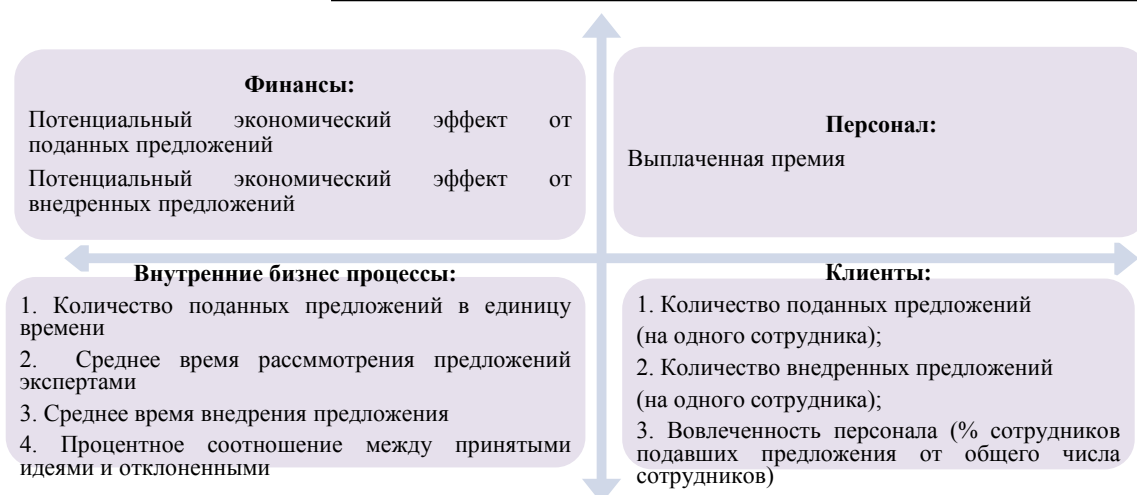 Финансы:
Потенциальный экономический эффект от
поданных предложений
Потенциальный экономический эффект от
внедренных предложений
Персонал:
Выплаченная премия
Внутренние бизнес процессы:
1. Количество поданных предложений в единицу
времени
2. Среднее время рассммотрения предложений
экспертами
3. Среднее время внедрения предложения
4. Процентное соотношение между принятыми
идеями и отклоненными
Клиенты:
1. Количество поданных предложений
(на одного сотрудника);
2. Количество внедренных предложений
(на одного сотрудника);
3. Вовлеченность персонала (% сотрудников
подавших предложения от общего числа
сотрудников)